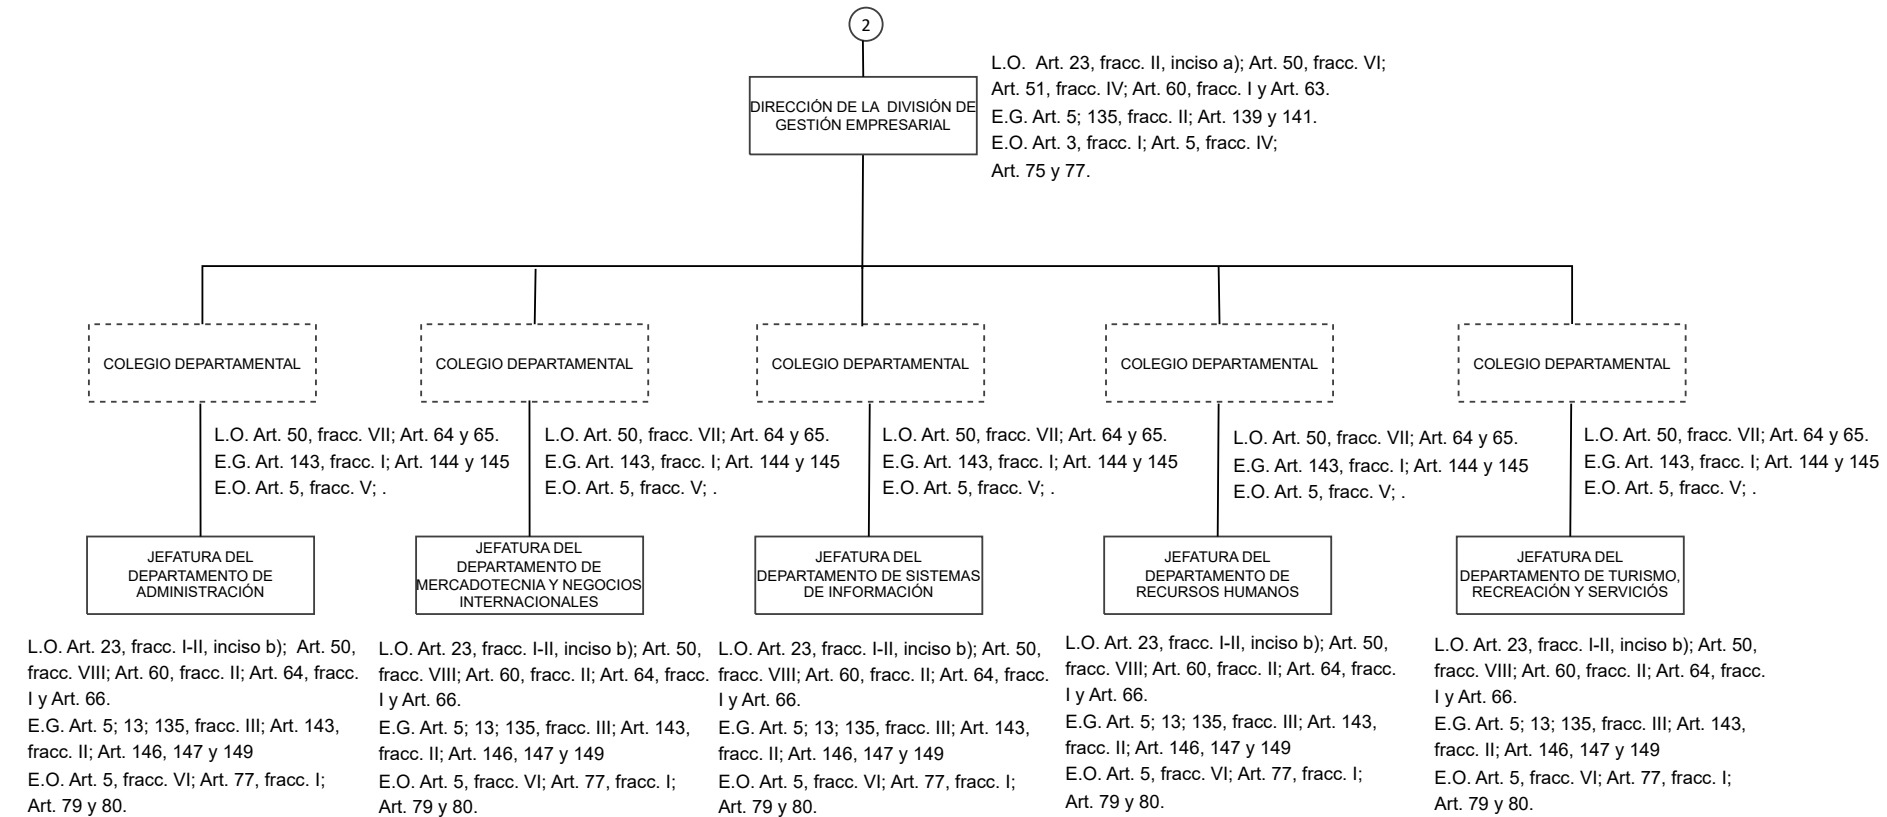 2
DIRECCIÓN DE LA DIVISIÓN DE
GESTIÓN EMPRESARIAL
L.O. Art. 23, fracc. II, inciso a); Art. 50, fracc. VI;
Art. 51, fracc. IV; Art. 60, fracc. I y Art. 63.
E.G. Art. 5; 135, fracc. II; Art. 139 y 141.
E.O. Art. 3, fracc. I; Art. 5, fracc. IV;
Art. 75 y 77.
COLEGIO DEPARTAMENTAL
COLEGIO DEPARTAMENTAL
COLEGIO DEPARTAMENTAL
COLEGIO DEPARTAMENTAL
COLEGIO DEPARTAMENTAL
L.O. Art. 50, fracc. VII; Art. 64 y 65.
E.G. Art. 143, fracc. I; Art. 144 y 145
E.O. Art. 5, fracc. V; .
L.O. Art. 50, fracc. VII; Art. 64 y 65.
E.G. Art. 143, fracc. I; Art. 144 y 145
E.O. Art. 5, fracc. V; .
L.O. Art. 50, fracc. VII; Art. 64 y 65.
E.G. Art. 143, fracc. I; Art. 144 y 145
E.O. Art. 5, fracc. V; .
L.O. Art. 50, fracc. VII; Art. 64 y 65.
E.G. Art. 143, fracc. I; Art. 144 y 145
E.O. Art. 5, fracc. V; .
L.O. Art. 50, fracc. VII; Art. 64 y 65.
E.G. Art. 143, fracc. I; Art. 144 y 145
E.O. Art. 5, fracc. V; .
JEFATURA DEL
DEPARTAMENTO DE
ADMINISTRACIÓN
JEFATURA DEL
DEPARTAMENTO DE
MERCADOTECNIA Y NEGOCIOS
INTERNACIONALES
JEFATURA DEL
DEPARTAMENTO DE SISTEMAS
DE INFORMACIÓN
JEFATURA DEL
DEPARTAMENTO DE
RECURSOS HUMANOS
JEFATURA DEL
DEPARTAMENTO DE TURISMO,
RECREACIÓN Y SERVICIÓS
L.O. Art. 23, fracc. I-II, inciso b); Art. 50,
fracc. VIII; Art. 60, fracc. II; Art. 64, fracc.
I y Art. 66.
E.G. Art. 5; 13; 135, fracc. III; Art. 143,
fracc. II; Art. 146, 147 y 149
E.O. Art. 5, fracc. VI; Art. 77, fracc. I;
Art. 79 y 80.
L.O. Art. 23, fracc. I-II, inciso b); Art. 50,
fracc. VIII; Art. 60, fracc. II; Art. 64, fracc.
I y Art. 66.
E.G. Art. 5; 13; 135, fracc. III; Art. 143,
fracc. II; Art. 146, 147 y 149
E.O. Art. 5, fracc. VI; Art. 77, fracc. I;
Art. 79 y 80.
L.O. Art. 23, fracc. I-II, inciso b); Art. 50,
fracc. VIII; Art. 60, fracc. II; Art. 64, fracc.
I y Art. 66.
E.G. Art. 5; 13; 135, fracc. III; Art. 143,
fracc. II; Art. 146, 147 y 149
E.O. Art. 5, fracc. VI; Art. 77, fracc. I;
Art. 79 y 80.
L.O. Art. 23, fracc. I-II, inciso b); Art. 50,
fracc. VIII; Art. 60, fracc. II; Art. 64, fracc.
I y Art. 66.
E.G. Art. 5; 13; 135, fracc. III; Art. 143,
fracc. II; Art. 146, 147 y 149
E.O. Art. 5, fracc. VI; Art. 77, fracc. I;
Art. 79 y 80.
L.O. Art. 23, fracc. I-II, inciso b); Art. 50,
fracc. VIII; Art. 60, fracc. II; Art. 64, fracc.
I y Art. 66.
E.G. Art. 5; 13; 135, fracc. III; Art. 143,
fracc. II; Art. 146, 147 y 149
E.O. Art. 5, fracc. VI; Art. 77, fracc. I;
Art. 79 y 80.